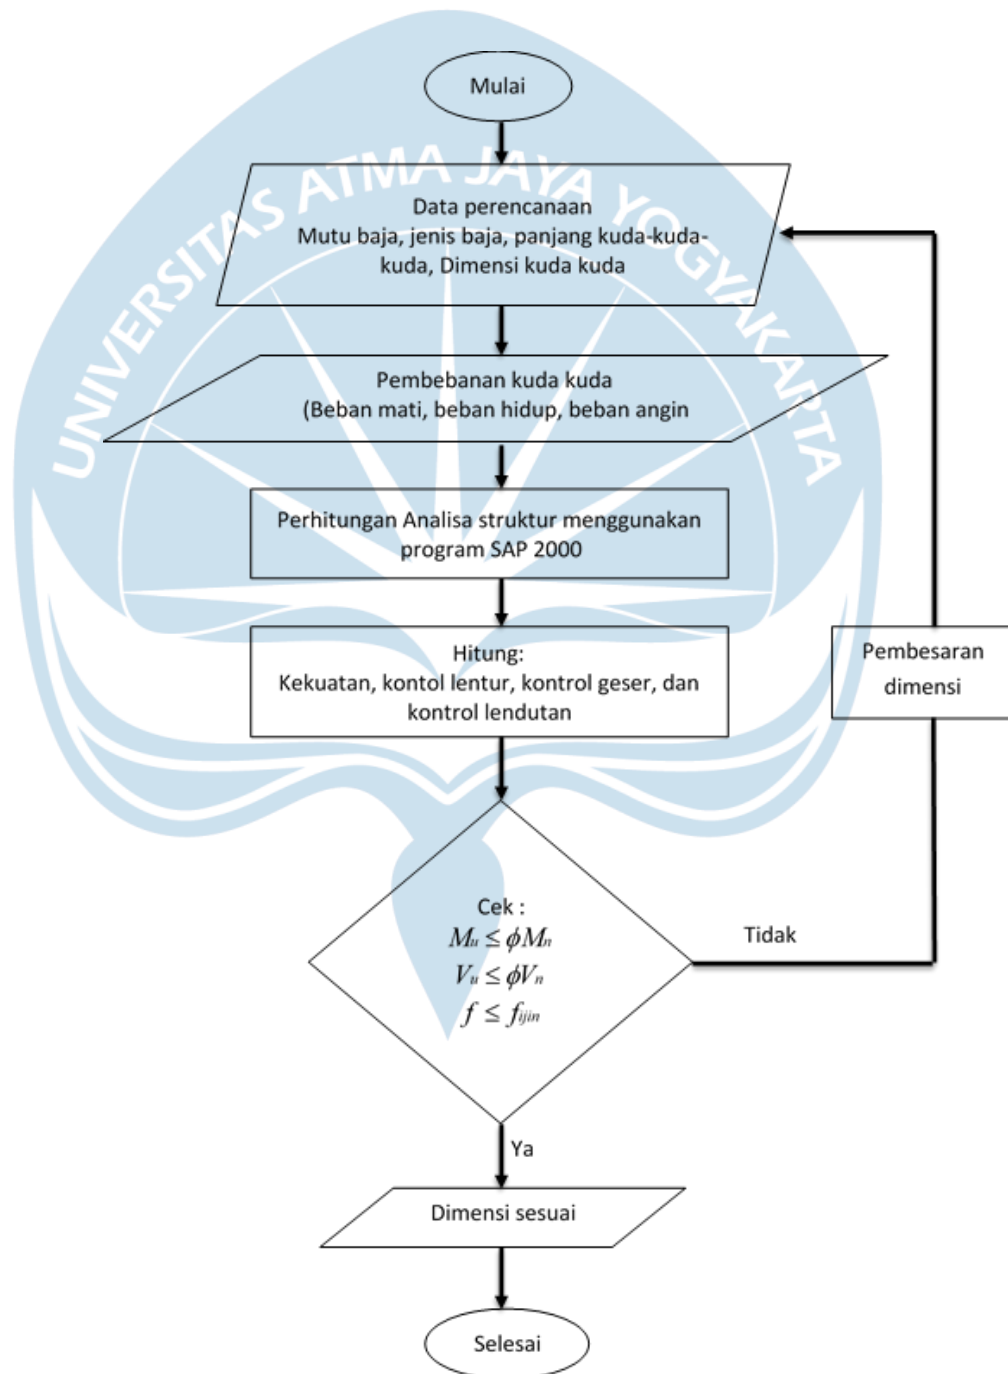 Mulai
UNIVERSITAS ATMA JAYA YOGYAKARTA
Data perencanaan
Mutu baja, jenis baja, panjang kuda-kuda-
kuda, Dimensi kuda kuda
Pembebanan kuda kuda
(Beban mati, beban hidup, beban angin
Perhitungan Analisa struktur menggunakan
program SAP 2000
Hitung:
Kekuatan, kontol lentur, kontrol geser, dan
kontrol lendutan
Pembesaran
dimensi
Cek :
Mu ≤ ϕMn
Vu ≤ ϕVn
f ≤ fijin
Tidak
Ya
Dimensi sesuai
Selesai